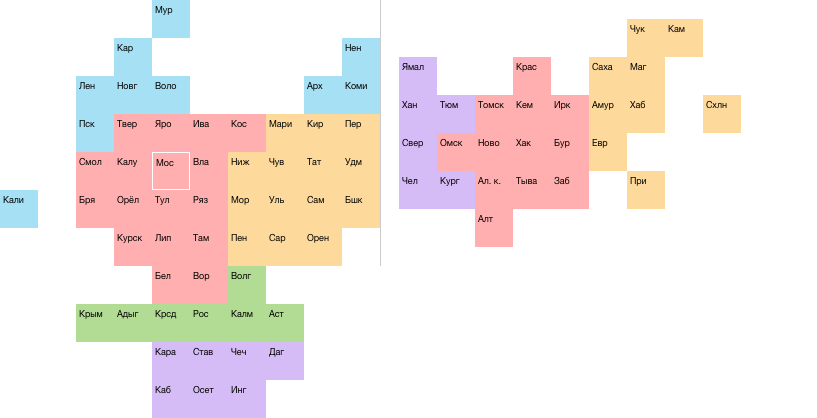 Мур
Чук Кам
Кар Нен
Ямал Крас Саха Маг
Лен Новг Воло Арх Коми
Хан Тюм Томск Кем Ирк Амур Хаб Схлн
Пск Твер Яро Ива Кос Мари Кир Пер
Свер Омск Ново Хак Бур Евр
Смол Калу Мос Вла Ниж Чув Тат Удм
Чел Кург Ал. к. Тыва Заб При
Кали Бря Орёл Тул Ряз Мор Уль Сам Бшк
Алт
Курск Лип Там Пен Сар Орен
Бел Вор Волг
Крым Адыг Крсд Рос Калм Аст
Кара Став Чеч Даг
Каб Осет Инг